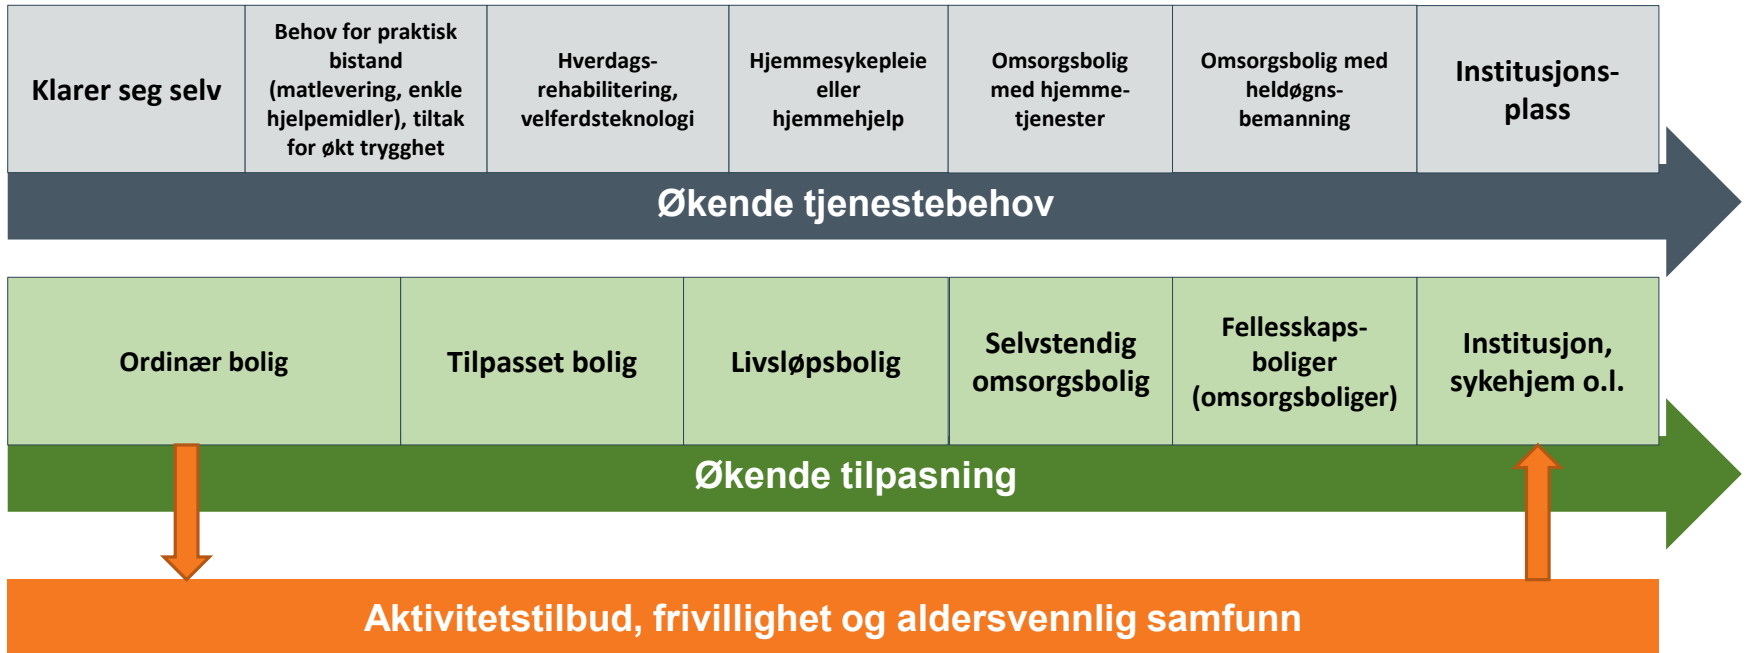 Klarer seg selv
Behov for praktisk
bistand
(matlevering, enkle
hjelpemidler), tiltak
for økt trygghet
Hverdags-
rehabilitering,
velferdsteknologi
Hjemmesykepleie
eller
hjemmehjelp
Omsorgsbolig
med hjemme-
tjenester
Omsorgsbolig med
heldøgns-
bemanning
Institusjons-
plass
Økende tjenestebehov
Ordinær bolig
Tilpasset bolig
Livsløpsbolig
Selvstendig
omsorgsbolig
Fellesskaps-
boliger
(omsorgsboliger)
Institusjon,
sykehjem o.l.
Økende tilpasning
Aktivitetstilbud, frivillighet og aldersvennlig samfunn